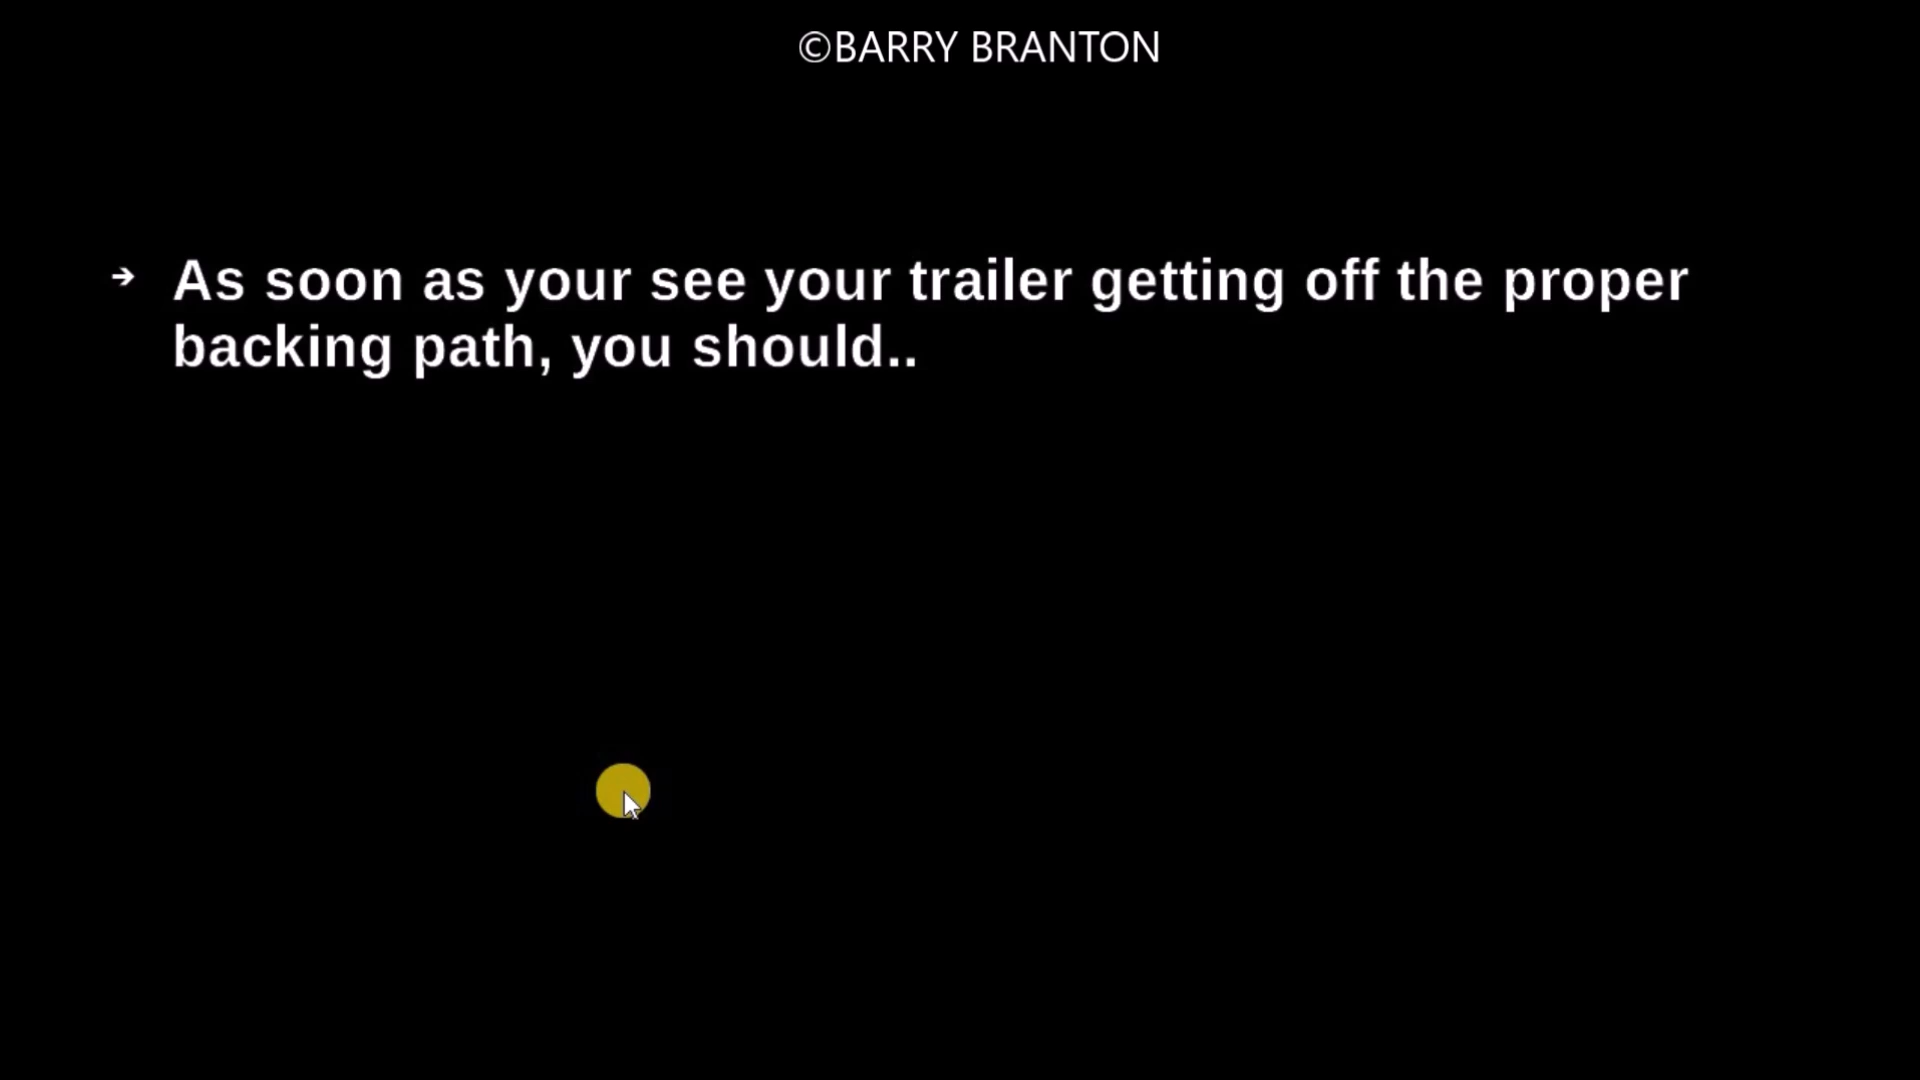 ©BARRY BRANTON
→ As soon as your see your trailer getting off the proper
backing path, you should..